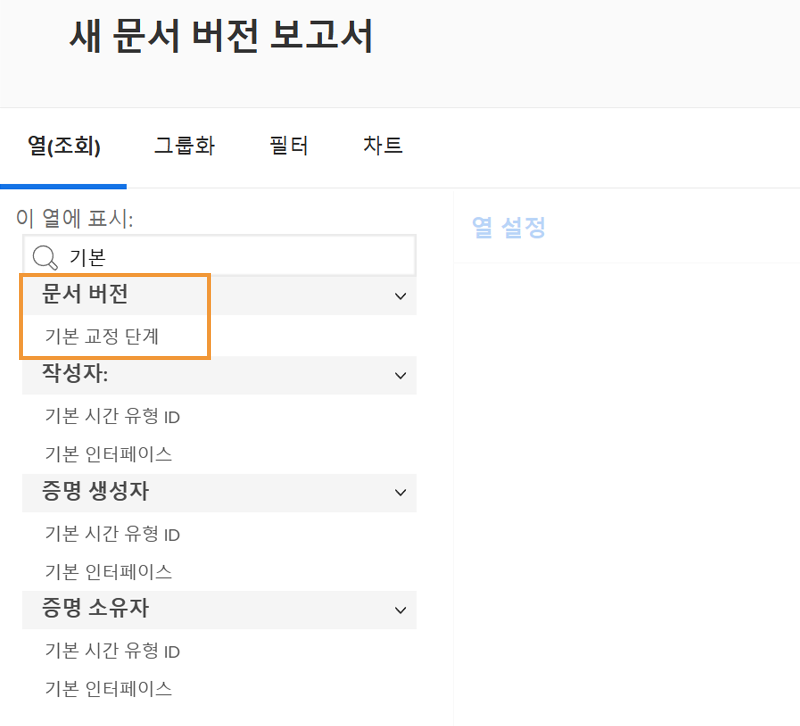 새 문서 버전 보고서
열(조회) 그룹화 필터 차트
이 열에 표시:
열 설정
기본
문서 버전
기본 교정 단계
작성자:
기본 시간 유형 ID
기본 인터페이스
증명 생성자
기본 시간 유형 ID
기본 인터페이스
증명 소유자
기본 시간 유형 ID
기본 인터페이스